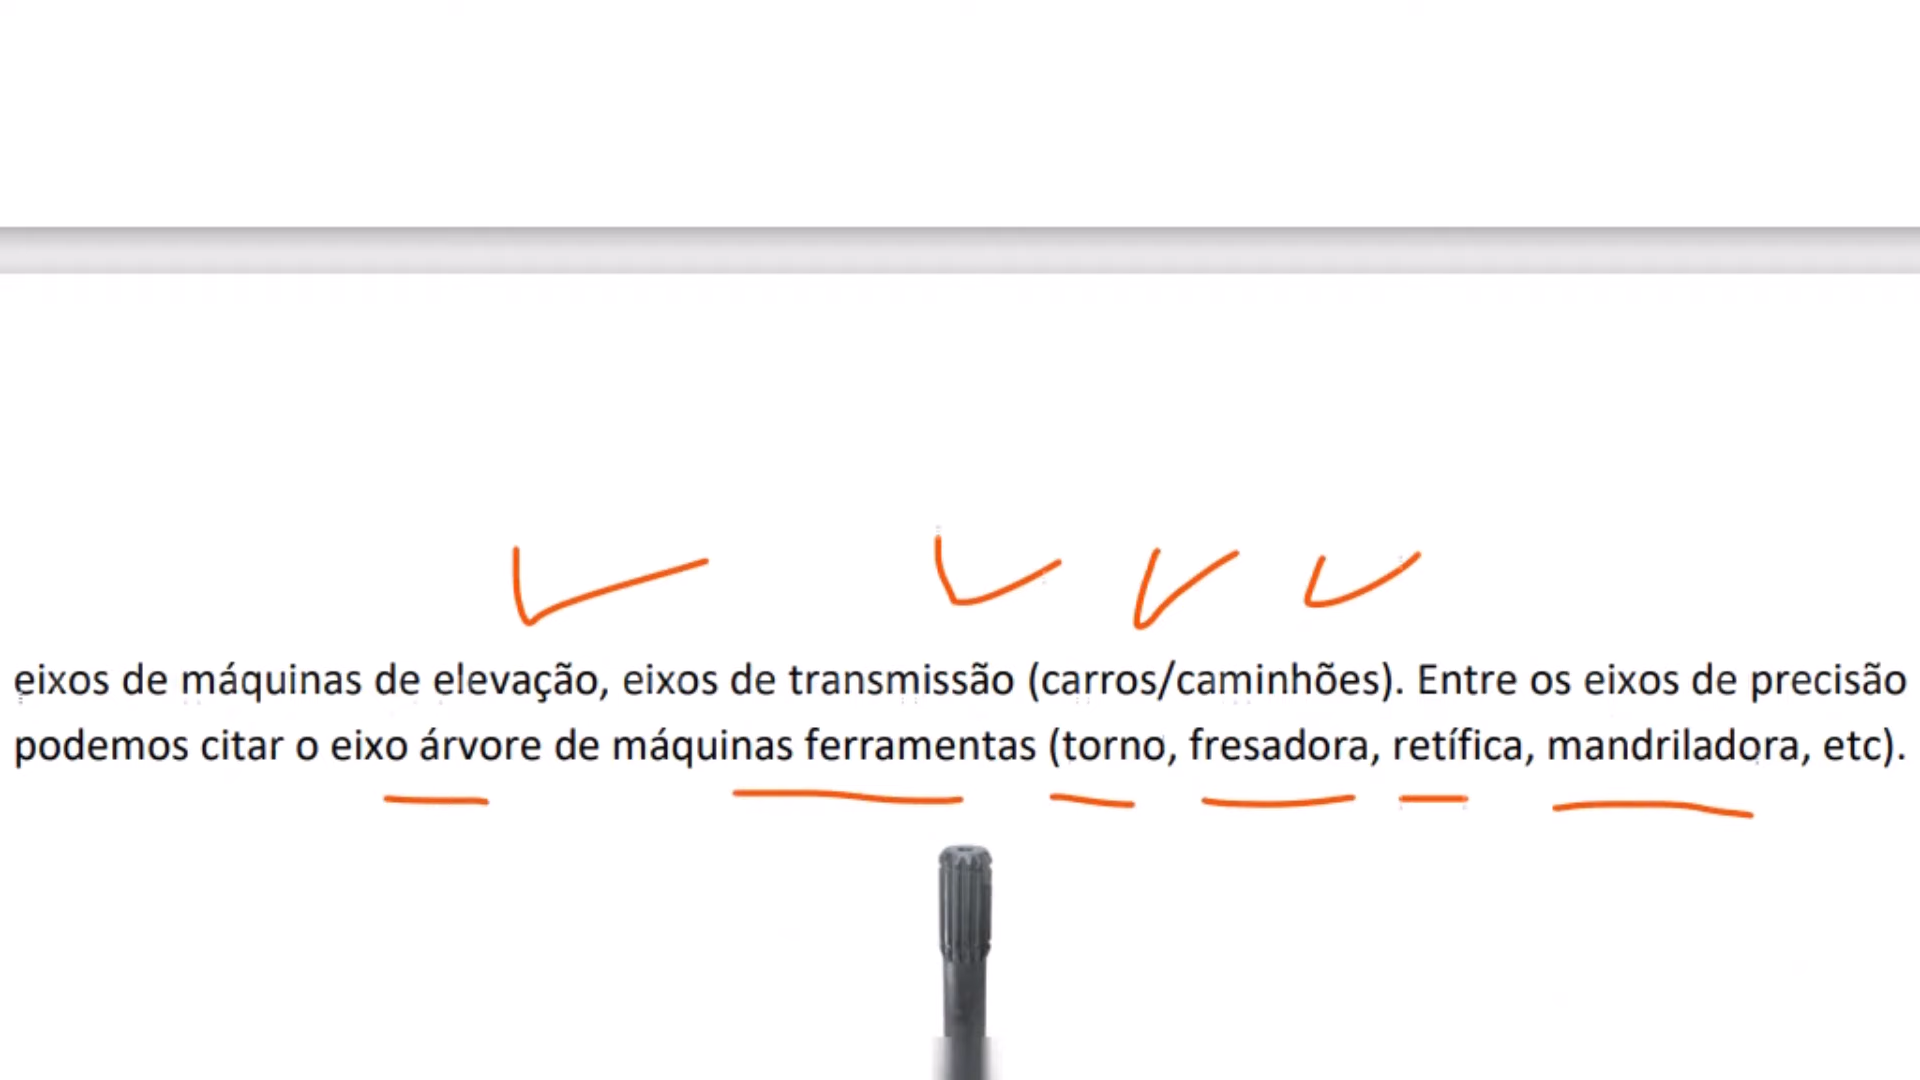 eixos de máquinas de elevação, eixos de transmissão (carros/caminhões). Entre os eixos de precisão
podemos citar o eixo árvore de máquinas ferramentas (torno, fresadora, retífica, mandriladora, etc).